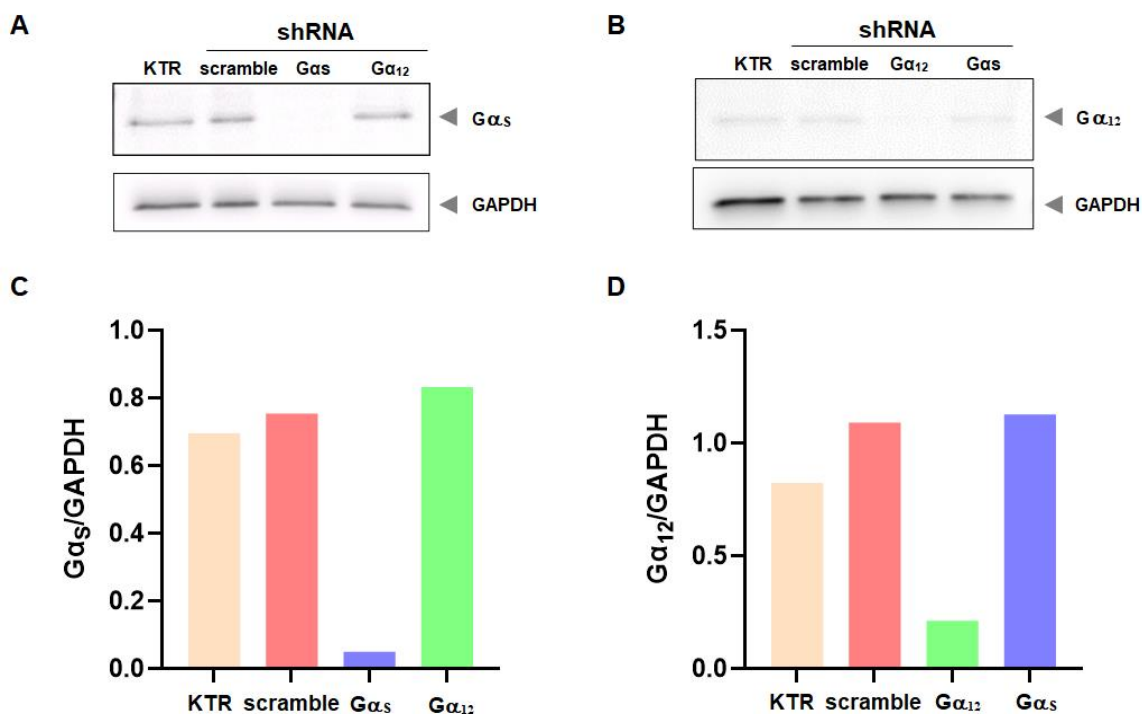 A
shRNA
KTR scramble Gαs Gα₁₂
Gαs
GAPDH
B
shRNA
KTR scramble Gα₁₂ Gαs
Gα₁₂
GAPDH
C
1.0
0.8
0.6
0.4
0.2
0.0
Gαs/GAPDH
KTR scramble Gαs Gα₁₂
D
1.5
1.0
0.5
0.0
Gα₁₂/GAPDH
KTR scramble Gα₁₂ Gαs